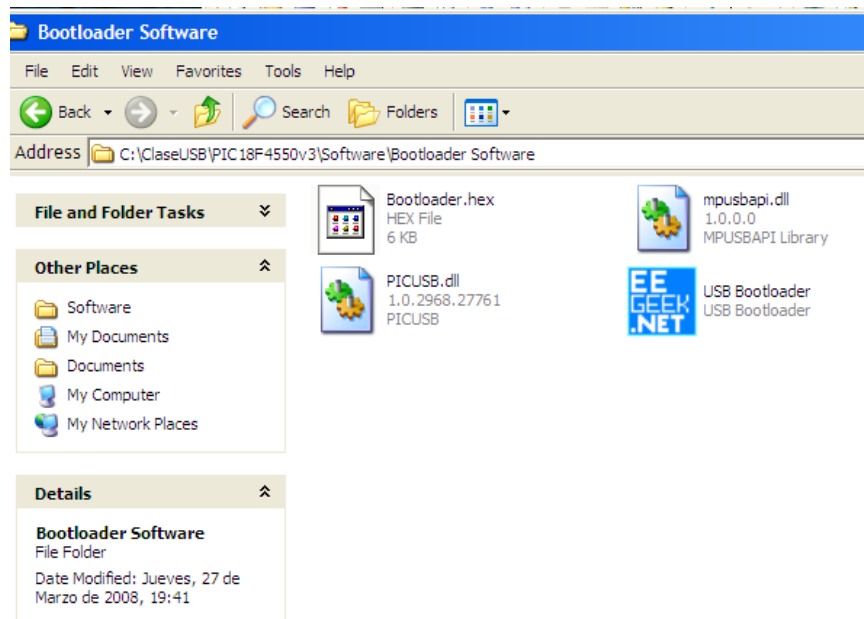 Bootloader Software
File Edit View Favorites Tools Help
Back Search Folders
Address C:\ClaseUSB\PIC18F4550v3\Software\Bootloader Software
File and Folder Tasks
Other Places
Software
My Documents
Documents
My Computer
My Network Places
Details
Bootloader Software
File Folder
Date Modified: Jueves, 27 de
Marzo de 2008, 19:41
Bootloader.hex
HEX File
6 KB
mpusbapi.dll
1.0.0.0
MPUSBAPI Library
PICUSB.dll
1.0.2968.27761
PICUSB
EE
GEEK
.NET
USB Bootloader
USB Bootloader